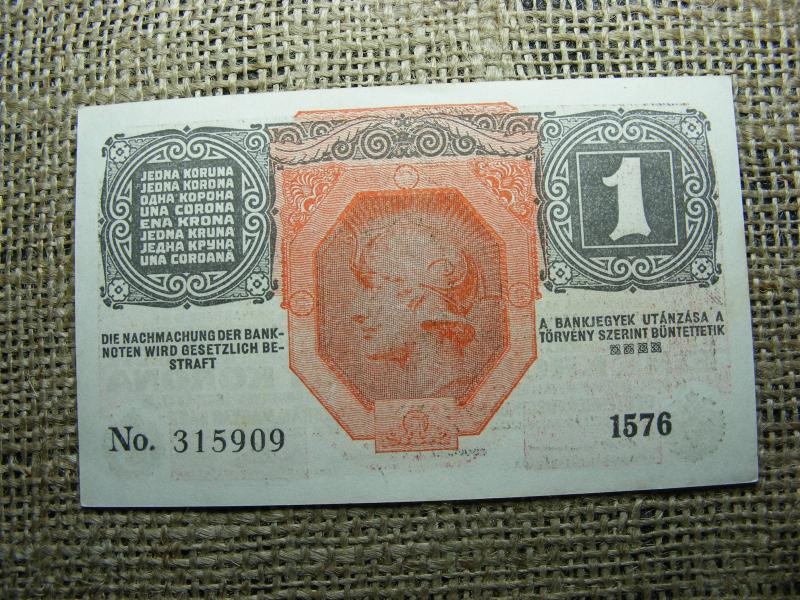 JEDNA KORUNA
JEDNA KORONA
ОДНА КОРОНА
UNA CORONA
ENA KRONA
JEDNA KRUNA
ЈЕДНА КРУНА
UNA COROANĂ
1
DIE NACHMACHUNG DER BANK-
NOTEN WIRD GESETZLICH BE-
STRAFT
A BANKJEGYEK UTÁNZÁSA A
TÖRVÉNY SZERINT BÜNTETTETIK
No. 315909
1576